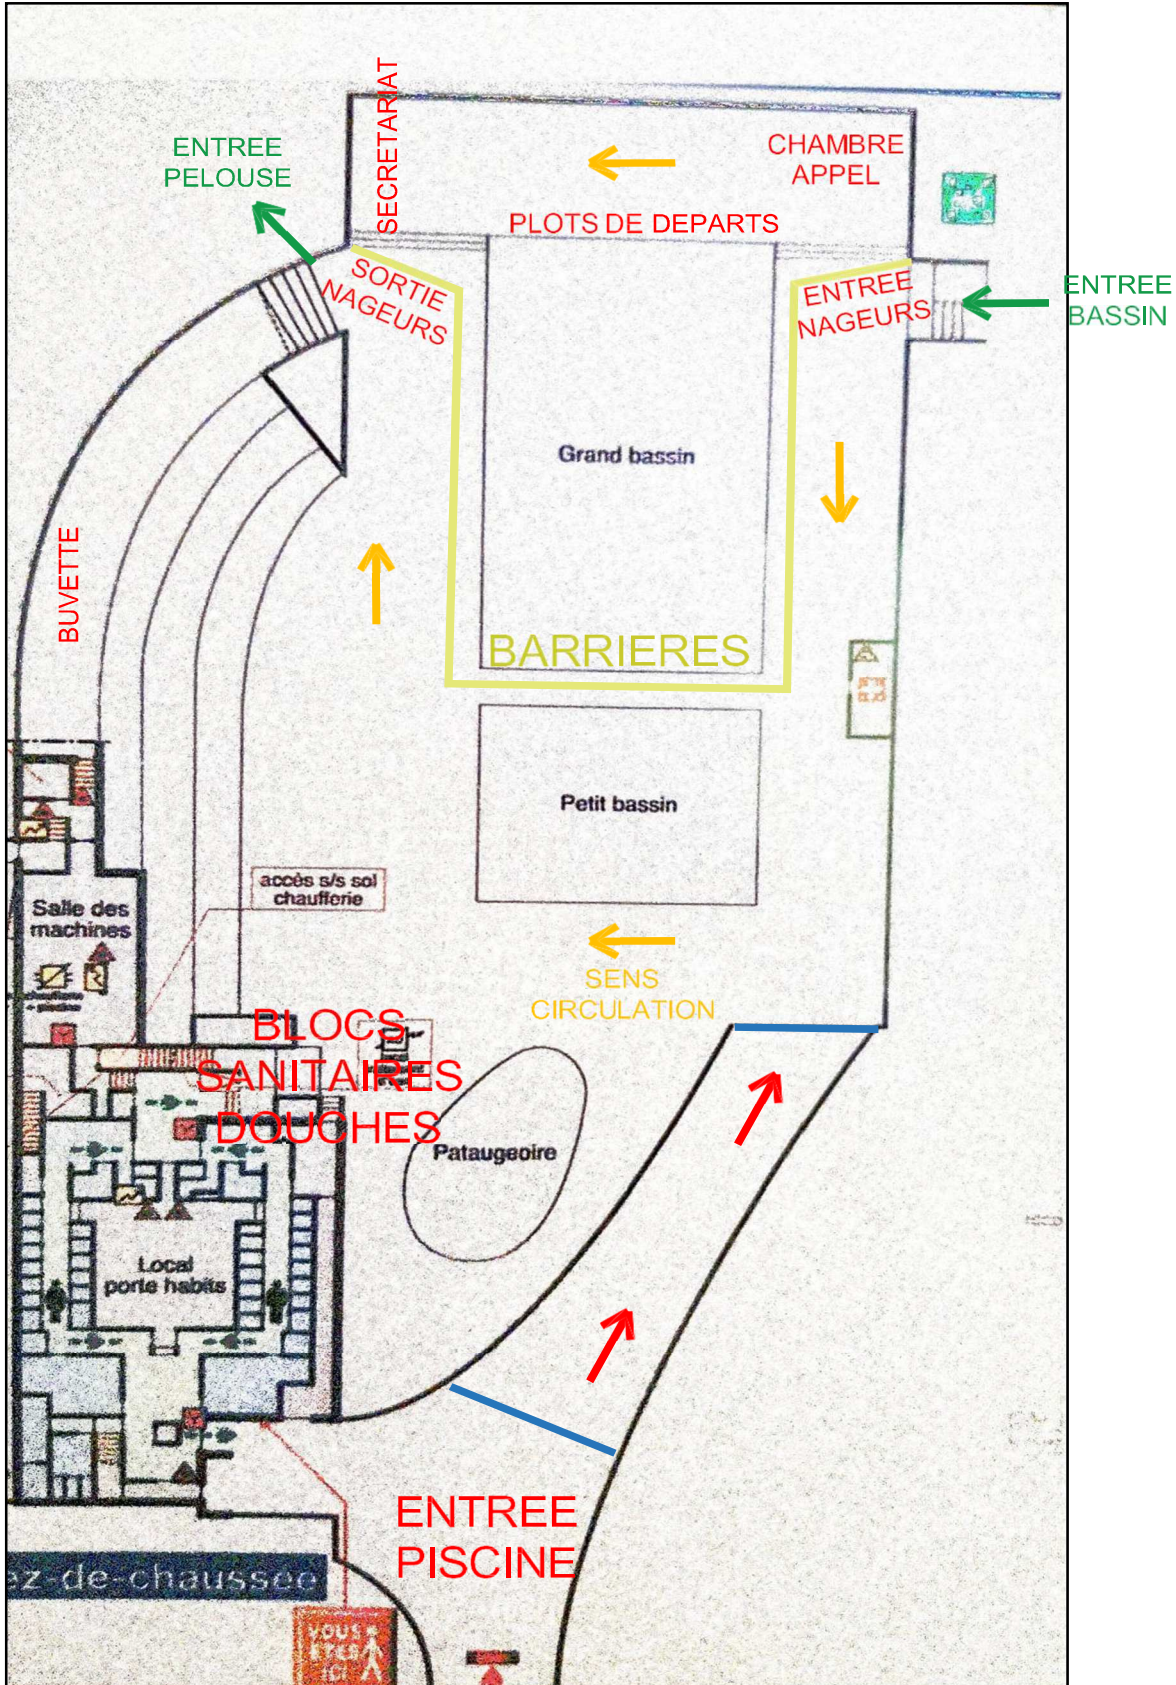 SECRETARIAT
ENTREE
PELOUSE
CHAMBRE
APPEL
PLOTS DE DEPARTS
SORTIE
NAGEURS
ENTREE
NAGEURS
ENTREE
BASSIN
Grand bassin
BUVETTE
BARRIERES
Petit bassin
accès s/s sol
chaufferie
Salle des
machines
SENS
CIRCULATION
BLOCS
SANITAIRES
DOUCHES
Pataugeoire
Local
porte habits
ENTREE
PISCINE
ez-de-chaussée
VOUS
ETES
ICI